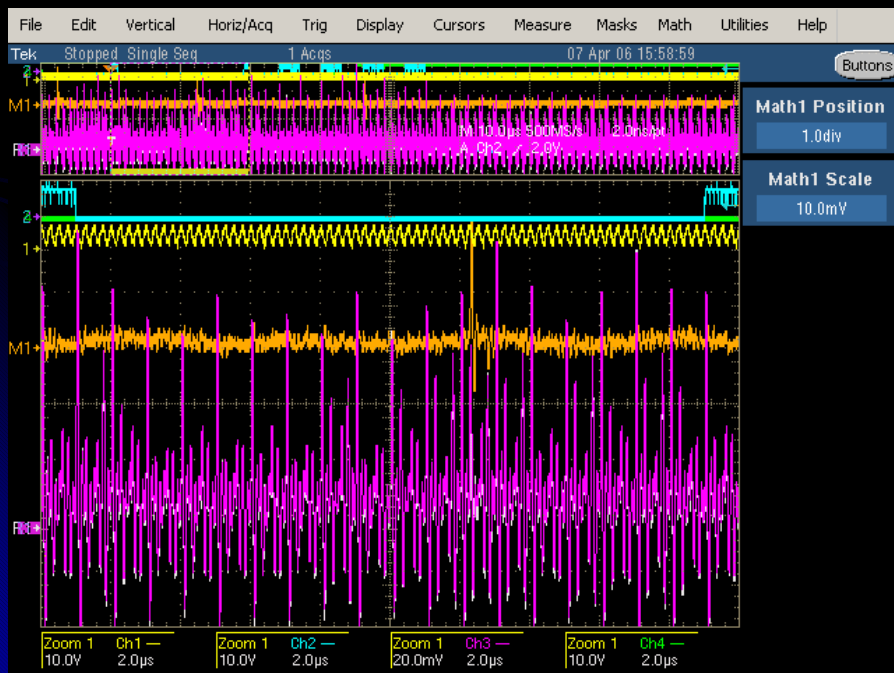 File Edit Vertical Horiz/Acq Trig Display Cursors Measure Masks Math Utilities Help
Tek Stopped Single Seq 1 Acqs 07 Apr 06 15:58:59
Buttons
M1
M 10.0µs 500MS/s 2.0ns/pt
A Ch2 2.0V
Math1 Position
1.0div
Math1 Scale
10.0mV
1
M1
Zoom 1 Ch1 Zoom 1 Ch2 Zoom 1 Ch3 Zoom 1 Ch4
10.0V 2.0µs 10.0V 2.0µs 20.0mV 2.0µs 10.0V 2.0µs